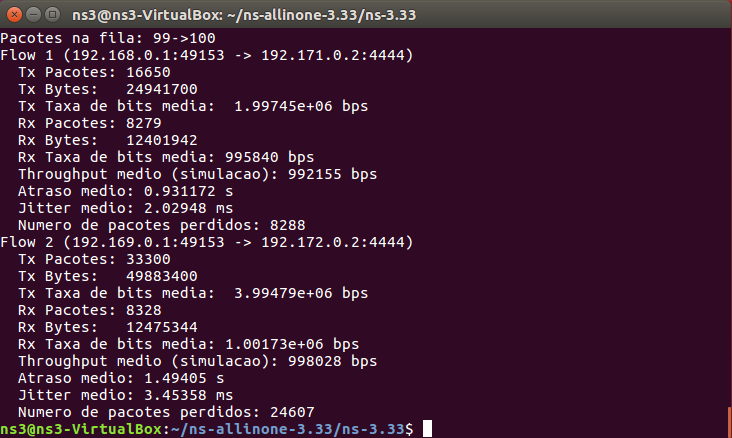 ns3@ns3-VirtualBox: ~/ns-allinone-3.33/ns-3.33
Pacotes na fila: 99->100
Flow 1 (192.168.0.1:49153 -> 192.171.0.2:4444)
  Tx Pacotes: 16650
  Tx Bytes:   24941700
  Tx Taxa de bits media:  1.99745e+06 bps
  Rx Pacotes: 8279
  Rx Bytes:   12401942
  Rx Taxa de bits media: 995840 bps
  Throughput medio (simulacao): 992155 bps
  Atraso medio: 0.931172 s
  Jitter medio: 2.02948 ms
  Numero de pacotes perdidos: 8288
Flow 2 (192.169.0.1:49153 -> 192.172.0.2:4444)
  Tx Pacotes: 33300
  Tx Bytes:   49883400
  Tx Taxa de bits media:  3.99479e+06 bps
  Rx Pacotes: 8328
  Rx Bytes:   12475344
  Rx Taxa de bits media: 1.00173e+06 bps
  Throughput medio (simulacao): 998028 bps
  Atraso medio: 1.49405 s
  Jitter medio: 3.45358 ms
  Numero de pacotes perdidos: 24607
ns3@ns3-VirtualBox:~/ns-allinone-3.33/ns-3.33$